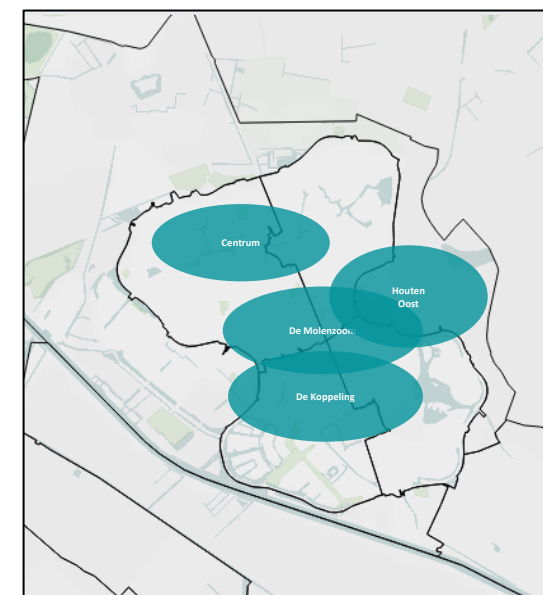 Centrum
Houten
Oost
De Molenzoom
De Koppeling